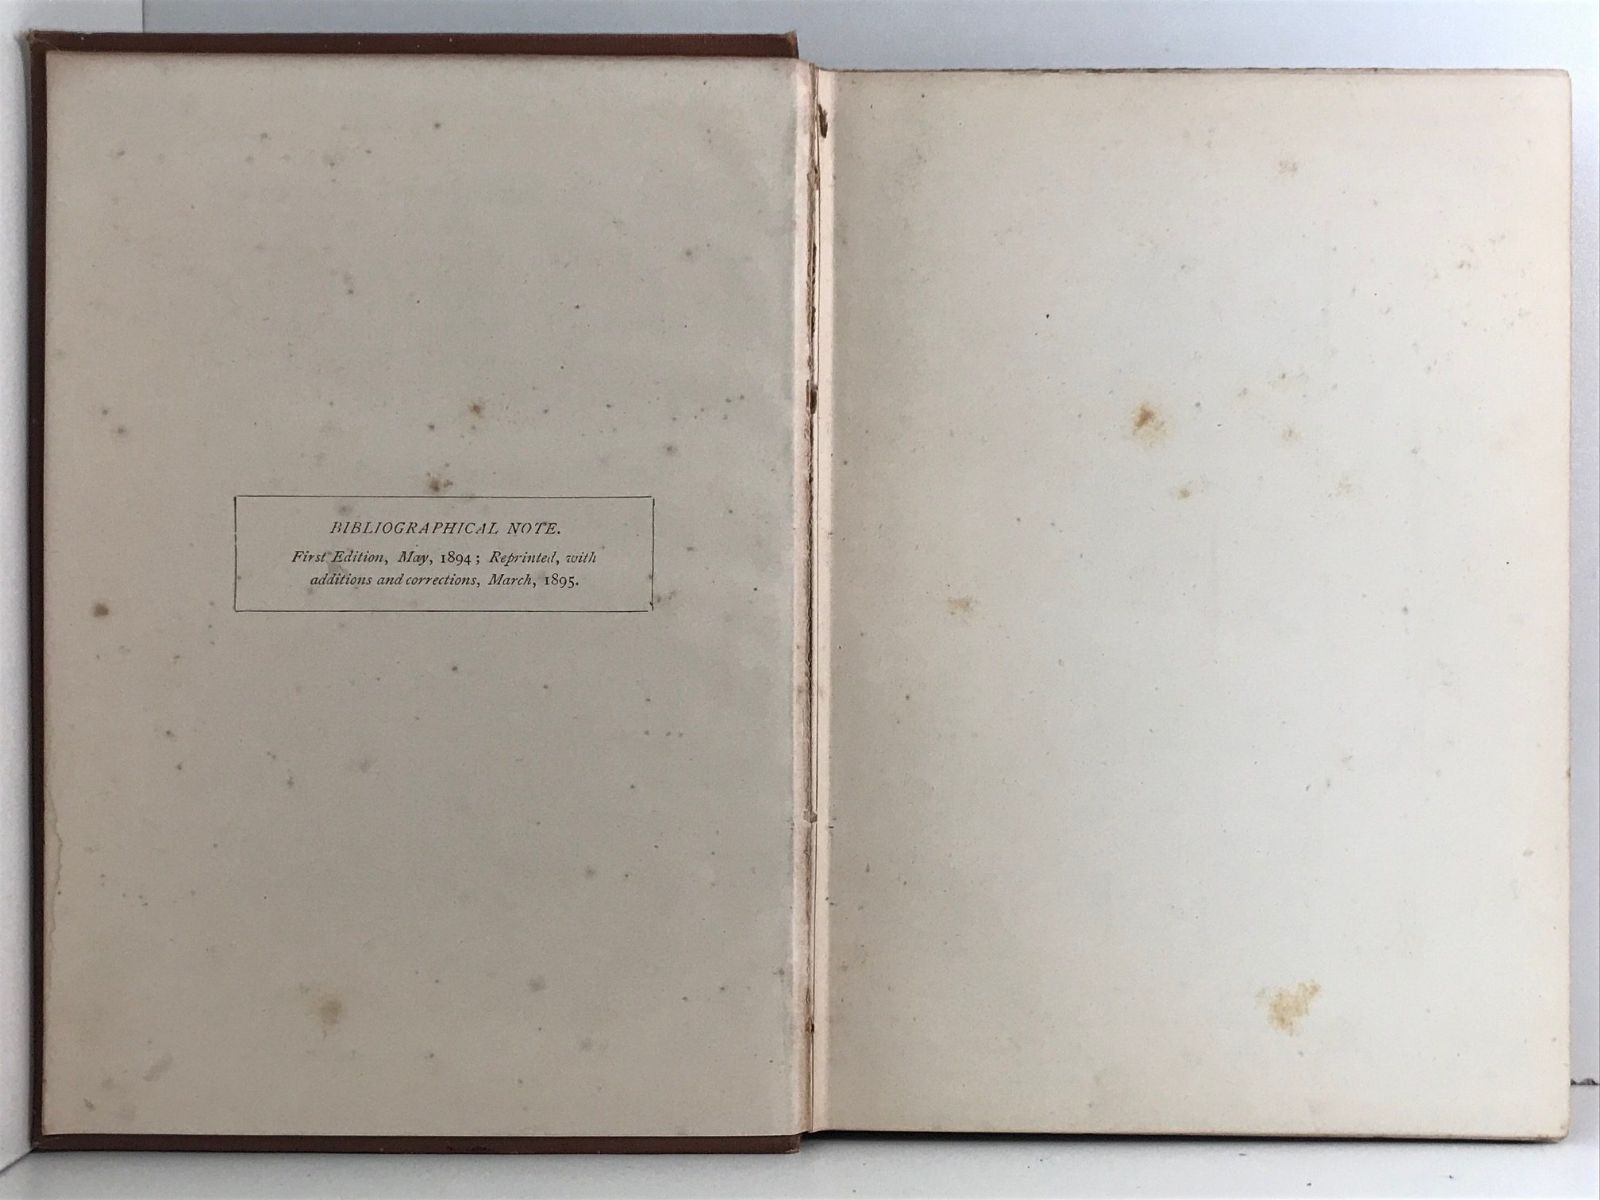 BIBLIOGRAPHICAL NOTE.
First Edition, May, 1894; Reprinted, with
additions and corrections, March, 1895.